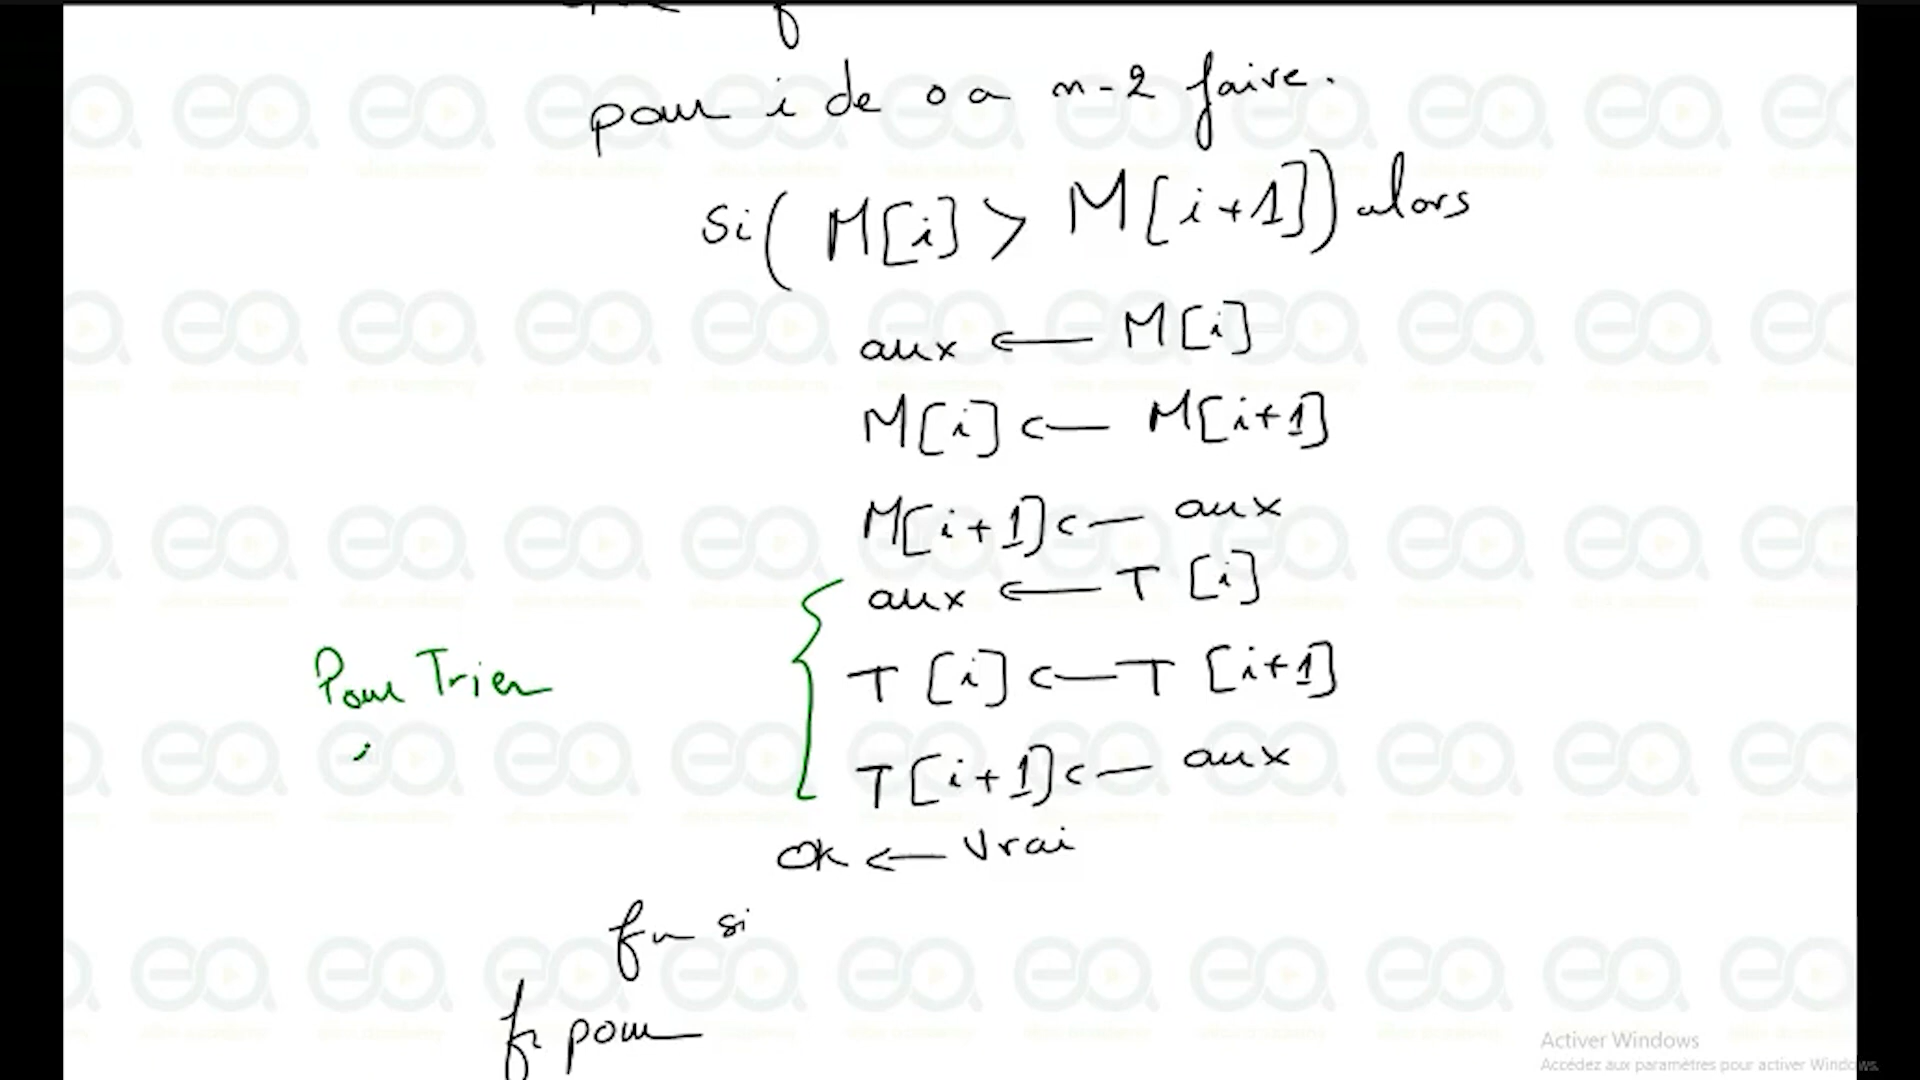 pour i de 0 a n-2 faire.
si( M[i] > M[i+1]) alors
aux ← M[i]
M[i] ← M[i+1]
M[i+1] ← aux
aux ← T [i]
T [i] ← T [i+1]
Pour Trier
T[i+1] ← aux
ok ← Vrai
fin si
fin pour
Activer Windows
Accédez aux paramètres pour activer Windows.